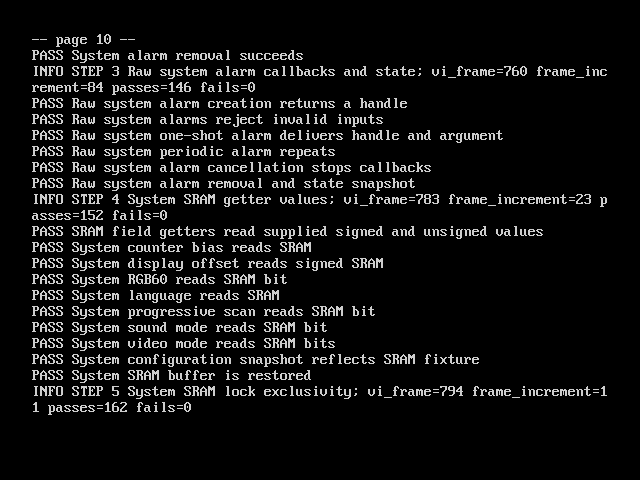 -- page 10 --
PASS System alarm removal succeeds
INFO STEP 3 Raw system alarm callbacks and state; vi_frame=760 frame_inc
rement=84 passes=146 fails=0
PASS Raw system alarm creation returns a handle
PASS Raw system alarms reject invalid inputs
PASS Raw system one-shot alarm delivers handle and argument
PASS Raw system periodic alarm repeats
PASS Raw system alarm cancellation stops callbacks
PASS Raw system alarm removal and state snapshot
INFO STEP 4 System SRAM getter values; vi_frame=783 frame_increment=23 p
asses=152 fails=0
PASS SRAM field getters read supplied signed and unsigned values
PASS System counter bias reads SRAM
PASS System display offset reads signed SRAM
PASS System RGB60 reads SRAM bit
PASS System language reads SRAM
PASS System progressive scan reads SRAM bit
PASS System sound mode reads SRAM bit
PASS System video mode reads SRAM bits
PASS System configuration snapshot reflects SRAM fixture
PASS System SRAM buffer is restored
INFO STEP 5 System SRAM lock exclusivity; vi_frame=794 frame_increment=1
1 passes=162 fails=0